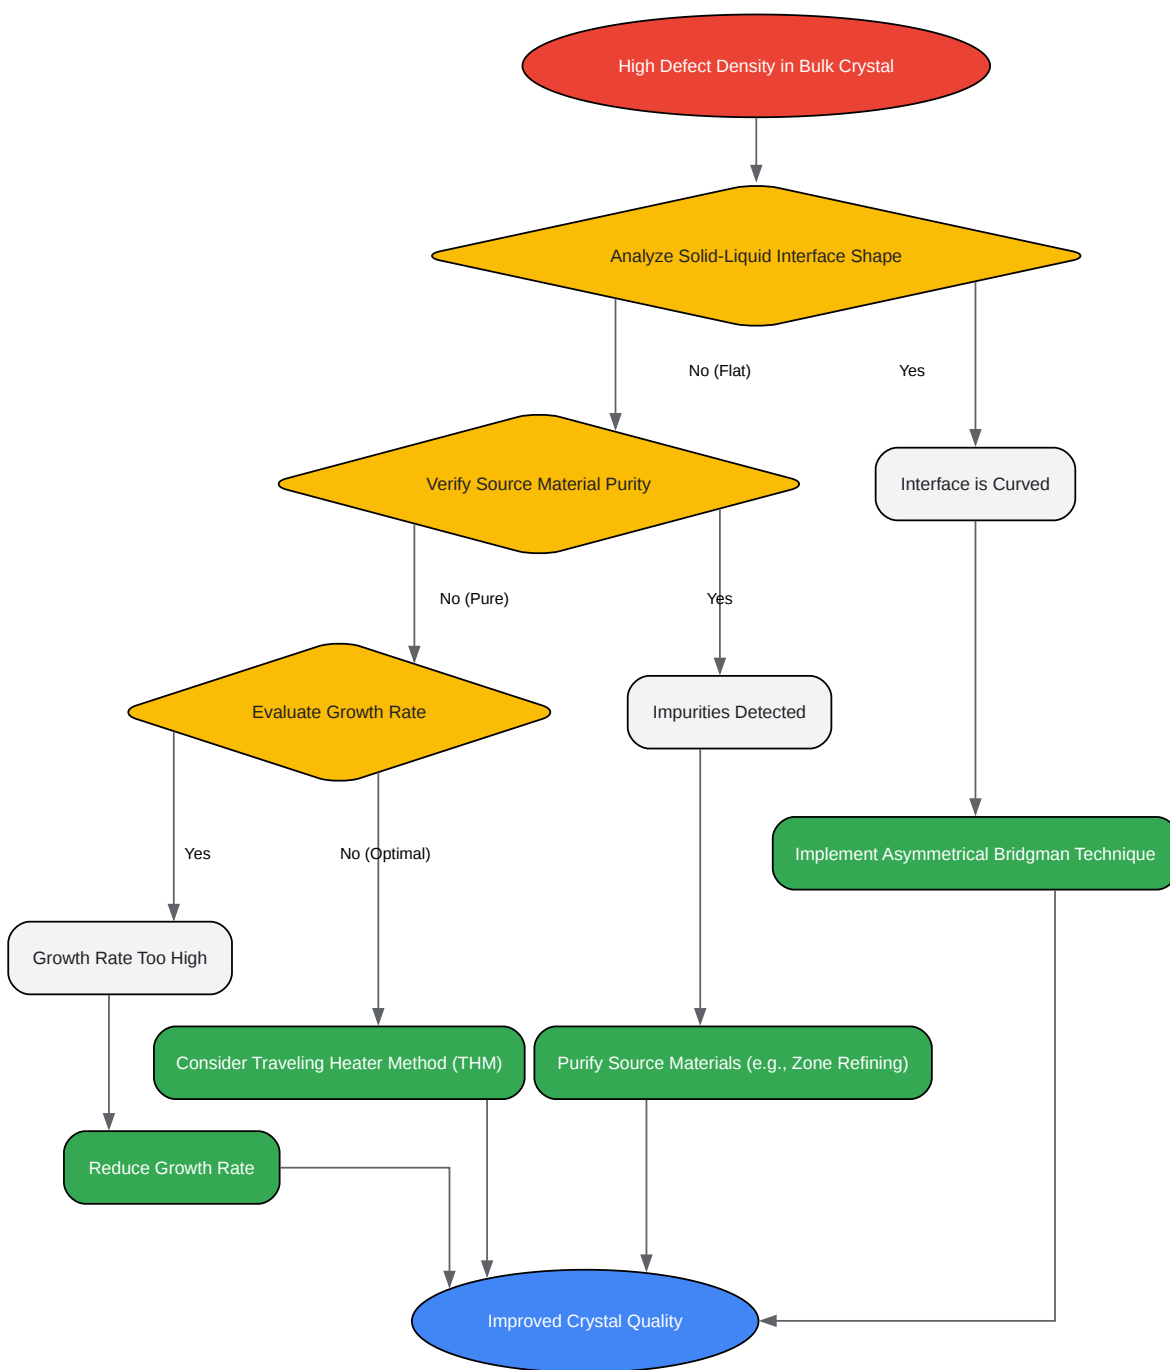 High Defect Density in Bulk Crystal
Analyze Solid-Liquid Interface Shape
No (Flat)
Yes
Verify Source Material Purity
Interface is Curved
No (Pure)
Yes
Evaluate Growth Rate
Impurities Detected
Yes
No (Optimal)
Implement Asymmetrical Bridgman Technique
Growth Rate Too High
Consider Traveling Heater Method (THM)
Purify Source Materials (e.g., Zone Refining)
Reduce Growth Rate
Improved Crystal Quality